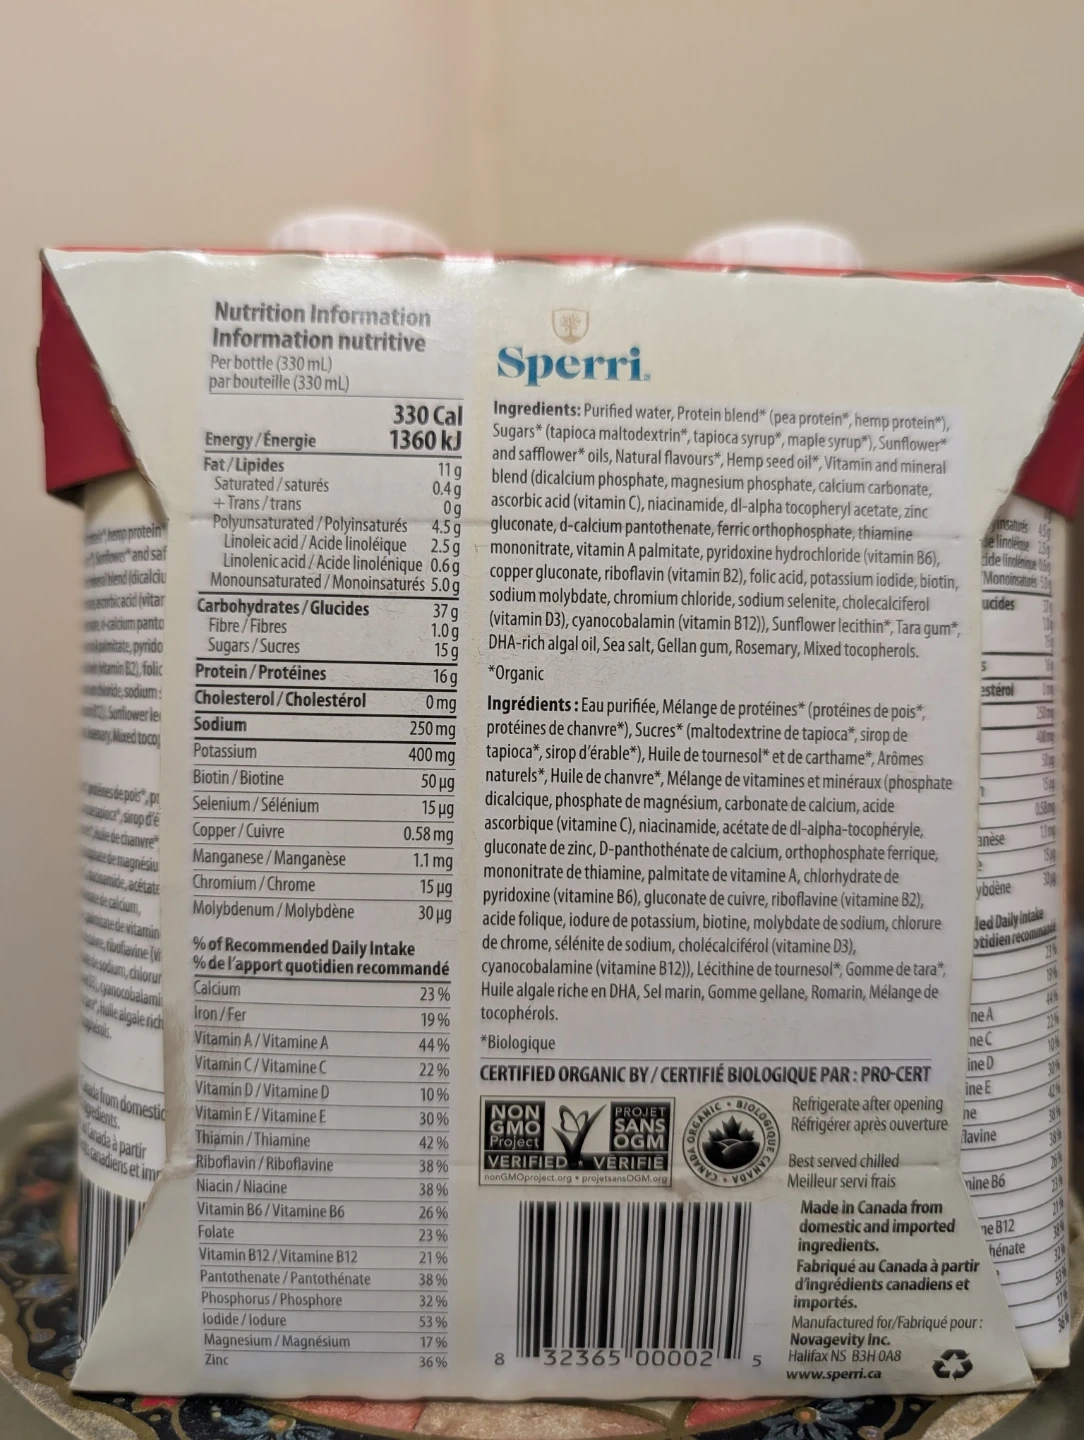 Nutrition Information
Information nutritive
Per bottle (330 mL)
par bouteille (330 mL)
330 Cal
Energy / Énergie 1360 kJ
Fat / Lipides 11 g
Saturated / saturés 0.4 g
+ Trans / trans 0 g
Polyunsaturated / Polyinsaturés 4.5 g
Linoleic acid / Acide linoléique 2.5 g
Linolenic acid / Acide linolénique 0.6 g
Monounsaturated / Monoinsaturés 5.0 g
Carbohydrates / Glucides 37 g
Fibre / Fibres 1.0 g
Sugars / Sucres 15 g
Protein / Protéines 16 g
Cholesterol / Cholestérol 0 mg
Sodium 250 mg
Potassium 400 mg
Biotin / Biotine 50 µg
Selenium / Sélénium 15 µg
Copper / Cuivre 0.58 mg
Manganese / Manganèse 1.1 mg
Chromium / Chrome 15 µg
Molybdenum / Molybdène 30 µg
% of Recommended Daily Intake
% de l'apport quotidien recommandé
Calcium 23 %
Iron / Fer 19 %
Vitamin A / Vitamine A 44 %
Vitamin C / Vitamine C 22 %
Vitamin D / Vitamine D 10 %
Vitamin E / Vitamine E 30 %
Thiamin / Thiamine 42 %
Riboflavin / Riboflavine 38 %
Niacin / Niacine 38 %
Vitamin B6 / Vitamine B6 26 %
Folate 23 %
Vitamin B12 / Vitamine B12 21 %
Pantothenate / Pantothénate 38 %
Phosphorus / Phosphore 32 %
Iodide / Iodure 53 %
Magnesium / Magnésium 17 %
Zinc 36 %
Sperri
Ingredients: Purified water, Protein blend* (pea protein*, hemp protein*),
Sugars* (tapioca maltodextrin*, tapioca syrup*, maple syrup*), Sunflower*
and safflower* oils, Natural flavours*, Hemp seed oil*, Vitamin and mineral
blend (dicalcium phosphate, magnesium phosphate, calcium carbonate,
ascorbic acid (vitamin C), niacinamide, dl-alpha tocopheryl acetate, zinc
gluconate, d-calcium pantothenate, ferric orthophosphate, thiamine
mononitrate, vitamin A palmitate, pyridoxine hydrochloride (vitamin B6),
copper gluconate, riboflavin (vitamin B2), folic acid, potassium iodide, biotin,
sodium molybdate, chromium chloride, sodium selenite, cholecalciferol
(vitamin D3), cyanocobalamin (vitamin B12)), Sunflower lecithin*, Tara gum*,
DHA-rich algal oil, Sea salt, Gellan gum, Rosemary, Mixed tocopherols.
*Organic
Ingrédients : Eau purifiée, Mélange de protéines* (protéines de pois*,
protéines de chanvre*), Sucres* (maltodextrine de tapioca*, sirop de
tapioca*, sirop d'érable*), Huile de tournesol* et de carthame*, Arômes
naturels*, Huile de chanvre*, Mélange de vitamines et minéraux (phosphate
dicalcique, phosphate de magnésium, carbonate de calcium, acide
ascorbique (vitamine C), niacinamide, acétate de dl-alpha-tocophéryle,
gluconate de zinc, D-panthothénate de calcium, orthophosphate ferrique,
mononitrate de thiamine, palmitate de vitamine A, chlorhydrate de
pyridoxine (vitamine B6), gluconate de cuivre, riboflavine (vitamine B2),
acide folique, iodure de potassium, biotine, molybdate de sodium, chlorure
de chrome, sélénite de sodium, cholécalciférol (vitamine D3),
cyanocobalamine (vitamine B12)), Lécithine de tournesol*, Gomme de tara*,
Huile algale riche en DHA, Sel marin, Gomme gellane, Romarin, Mélange de
tocophérols.
*Biologique
CERTIFIED ORGANIC BY / CERTIFIÉ BIOLOGIQUE PAR : PRO-CERT
NON
GMO
Project
VERIFIED
PROJET
SANS
OGM
VÉRIFIÉ
nonGMOproject.org • projetsansOGM.org
CANADA ORGANIC • BIOLOGIQUE CANADA
Refrigerate after opening
Réfrigérer après ouverture
Best served chilled
Meilleur servi frais
Made in Canada from
domestic and imported
ingredients.
Fabriqué au Canada à partir
d'ingrédients canadiens et
importés.
Manufactured for/Fabriqué pour :
Novagevity Inc.
Halifax NS B3H 0A8
www.sperri.ca
8 32365 00002 5